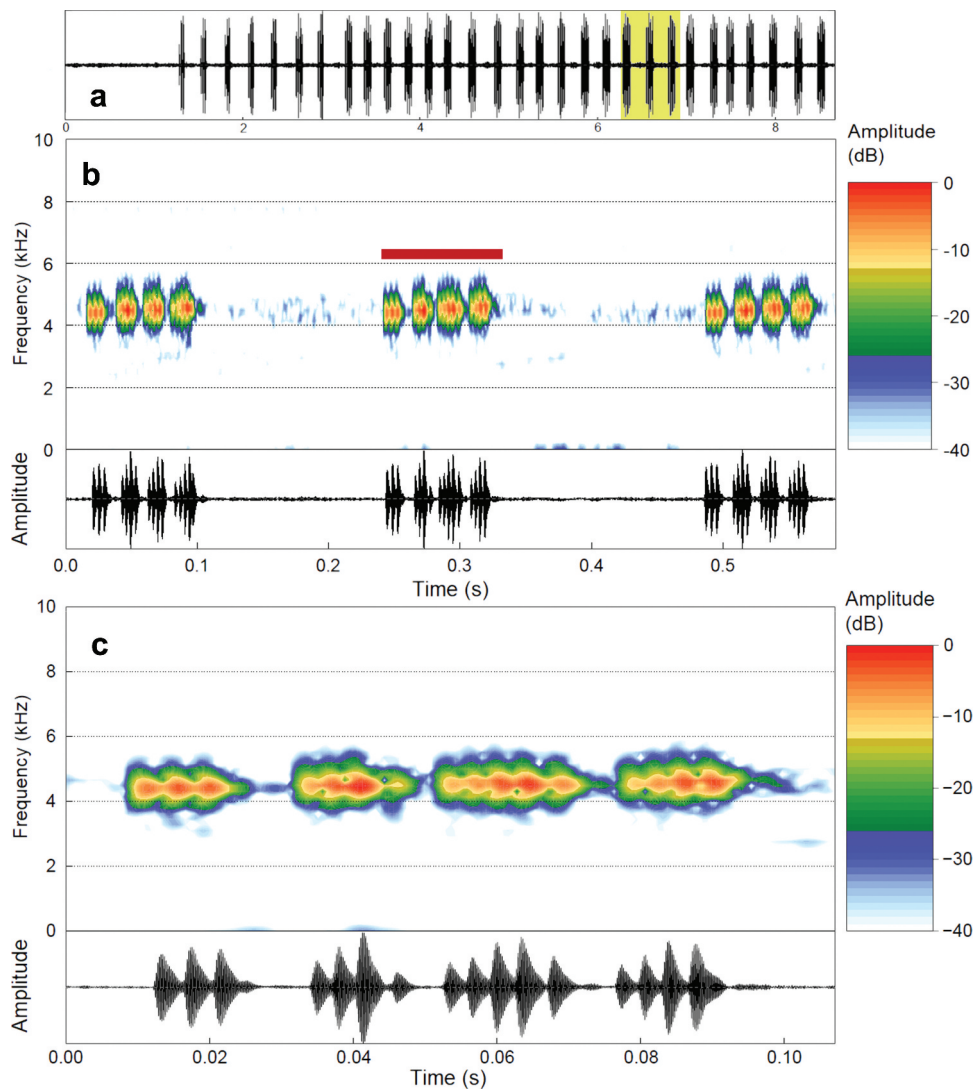 a
0 2 4 6 8
b
Frequency (kHz)
10
8
6
4
2
0
Amplitude
0.0 0.1 0.2 0.3 0.4 0.5
Time (s)
Amplitude
(dB)
0
−10
−20
−30
−40
c
Frequency (kHz)
10
8
6
4
2
0
Amplitude
0.00 0.02 0.04 0.06 0.08 0.10
Time (s)
Amplitude
(dB)
0
−10
−20
−30
−40